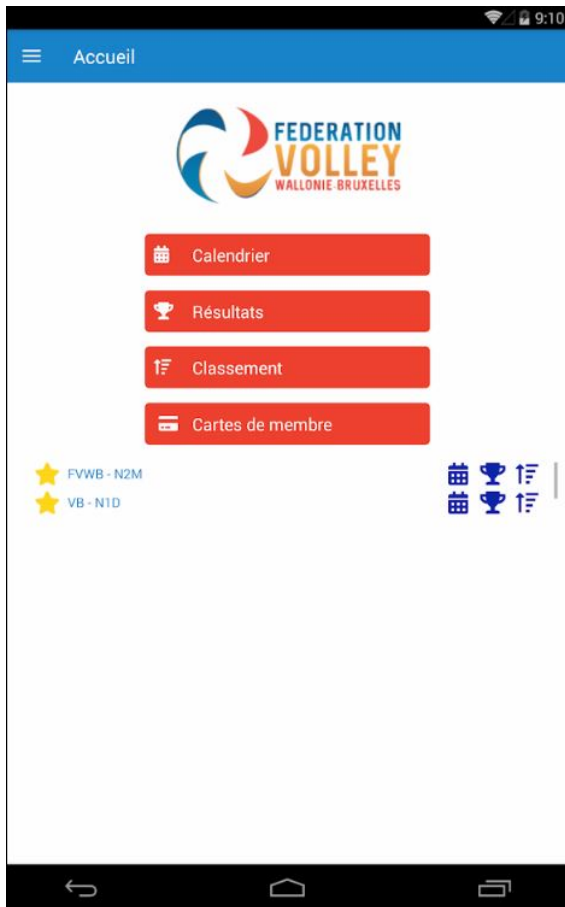 9:10
Accueil
FEDERATION
VOLLEY
WALLONIE-BRUXELLES
Calendrier
Résultats
Classement
Cartes de membre
FVWB - N2M
VB - N1D